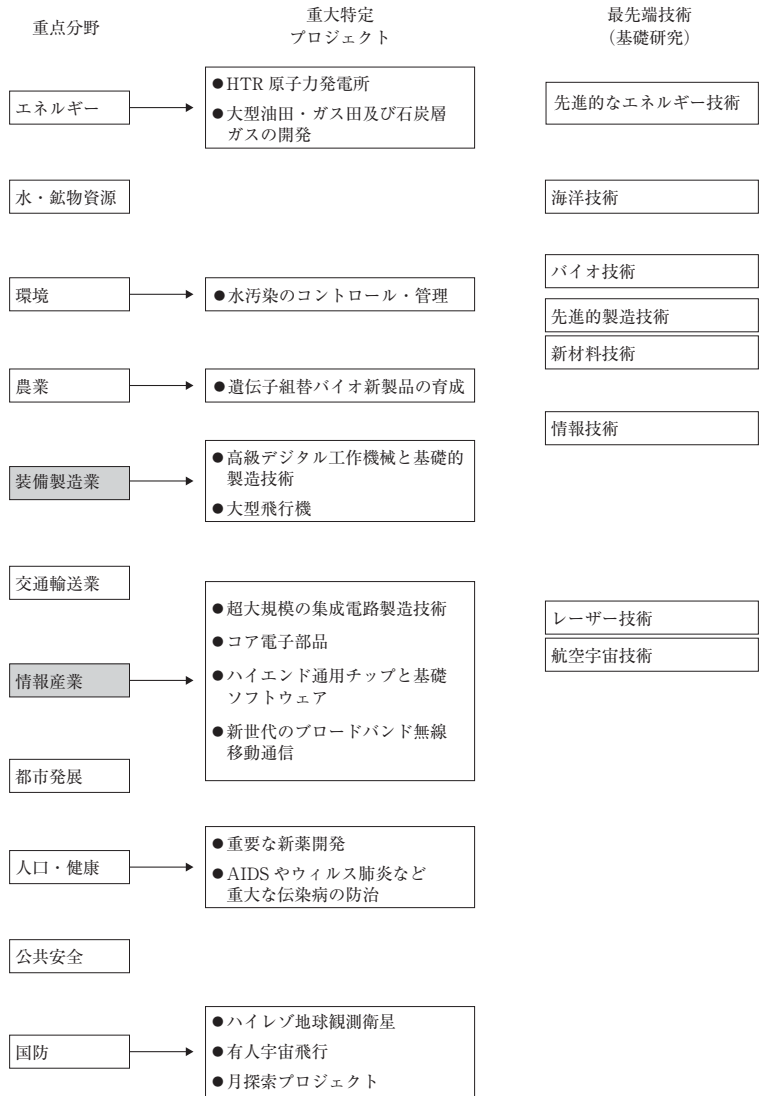 重点分野
重大特定
プロジェクト
最先端技術
(基礎研究)
エネルギー
●HTR 原子力発電所
●大型油田・ガス田及び石炭層
ガスの開発
先進的なエネルギー技術
水・鉱物資源
海洋技術
環境
●水汚染のコントロール・管理
バイオ技術
先進的製造技術
新材料技術
農業
●遺伝子組替バイオ新製品の育成
情報技術
装備製造業
●高級デジタル工作機械と基礎的
製造技術
●大型飛行機
交通輸送業
情報産業
●超大規模の集成電路製造技術
●コア電子部品
●ハイエンド通用チップと基礎
ソフトウェア
●新世代のブロードバンド無線
移動通信
レーザー技術
航空宇宙技術
都市発展
人口・健康
●重要な新薬開発
●AIDS やウィルス肺炎など
重大な伝染病の防治
公共安全
国防
●ハイレゾ地球観測衛星
●有人宇宙飛行
●月探索プロジェクト